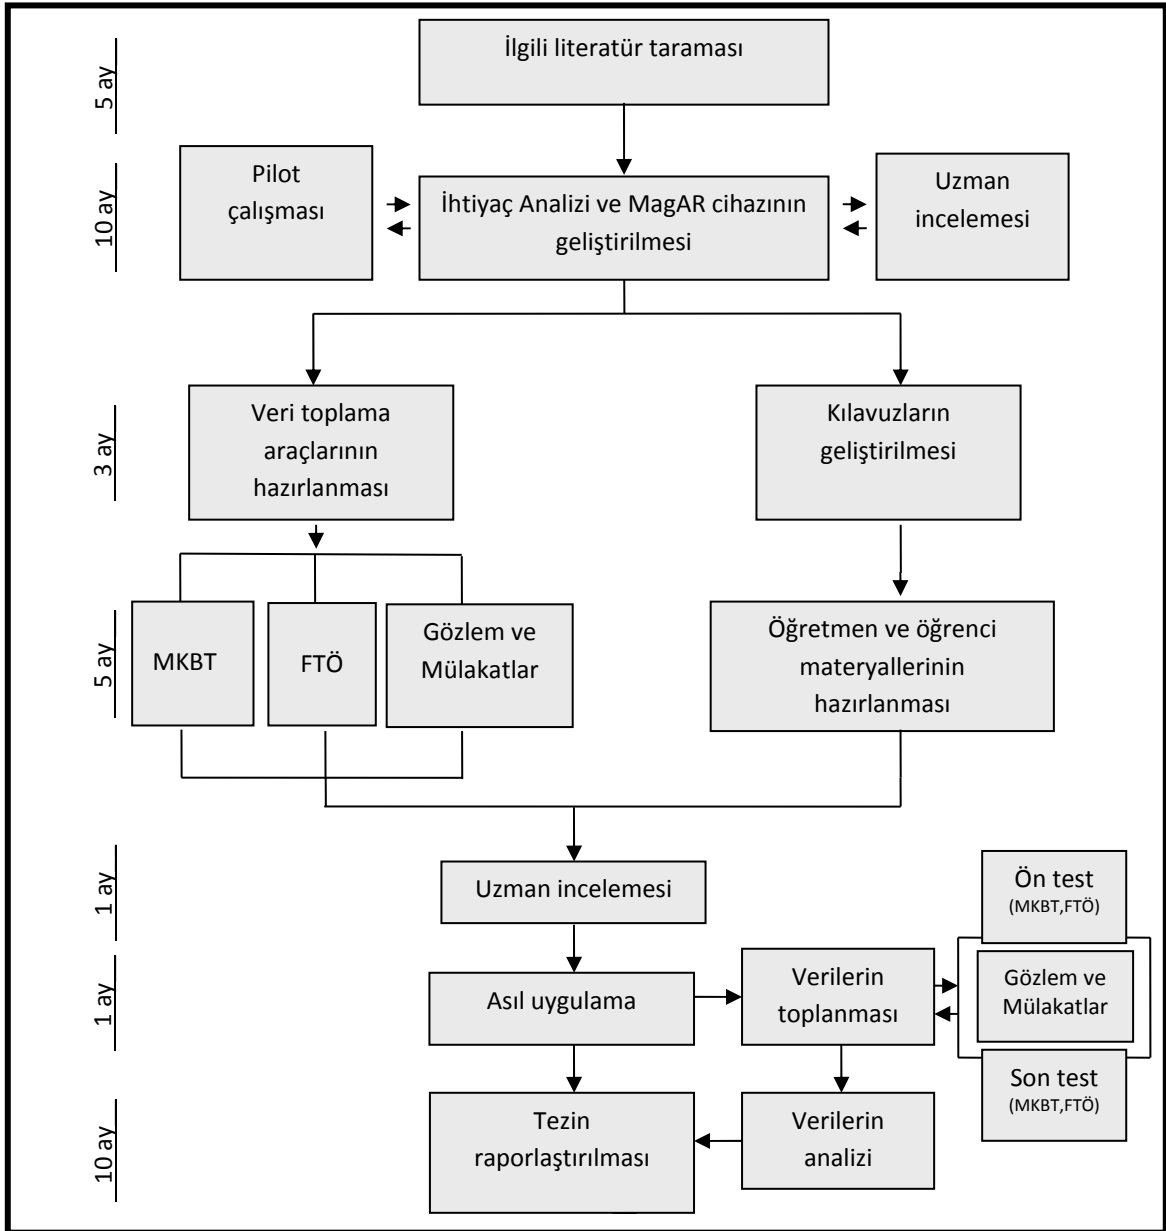 5 ay
İlgili literatür taraması
10 ay
Pilot
çalışması
İhtiyaç Analizi ve MagAR cihazının
geliştirilmesi
Uzman
incelemesi
3 ay
Veri toplama
araçlarının
hazırlanması
Kılavuzların
geliştirilmesi
5 ay
MKBT
FTÖ
Gözlem ve
Mülakatlar
Öğretmen ve öğrenci
materyallerinin
hazırlanması
1 ay
Uzman incelemesi
Ön test
(MKBT,FTÖ)
1 ay
Asıl uygulama
Verilerin
toplanması
Gözlem ve
Mülakatlar
Son test
(MKBT,FTÖ)
10 ay
Tezin
raporlaştırılması
Verilerin
analizi